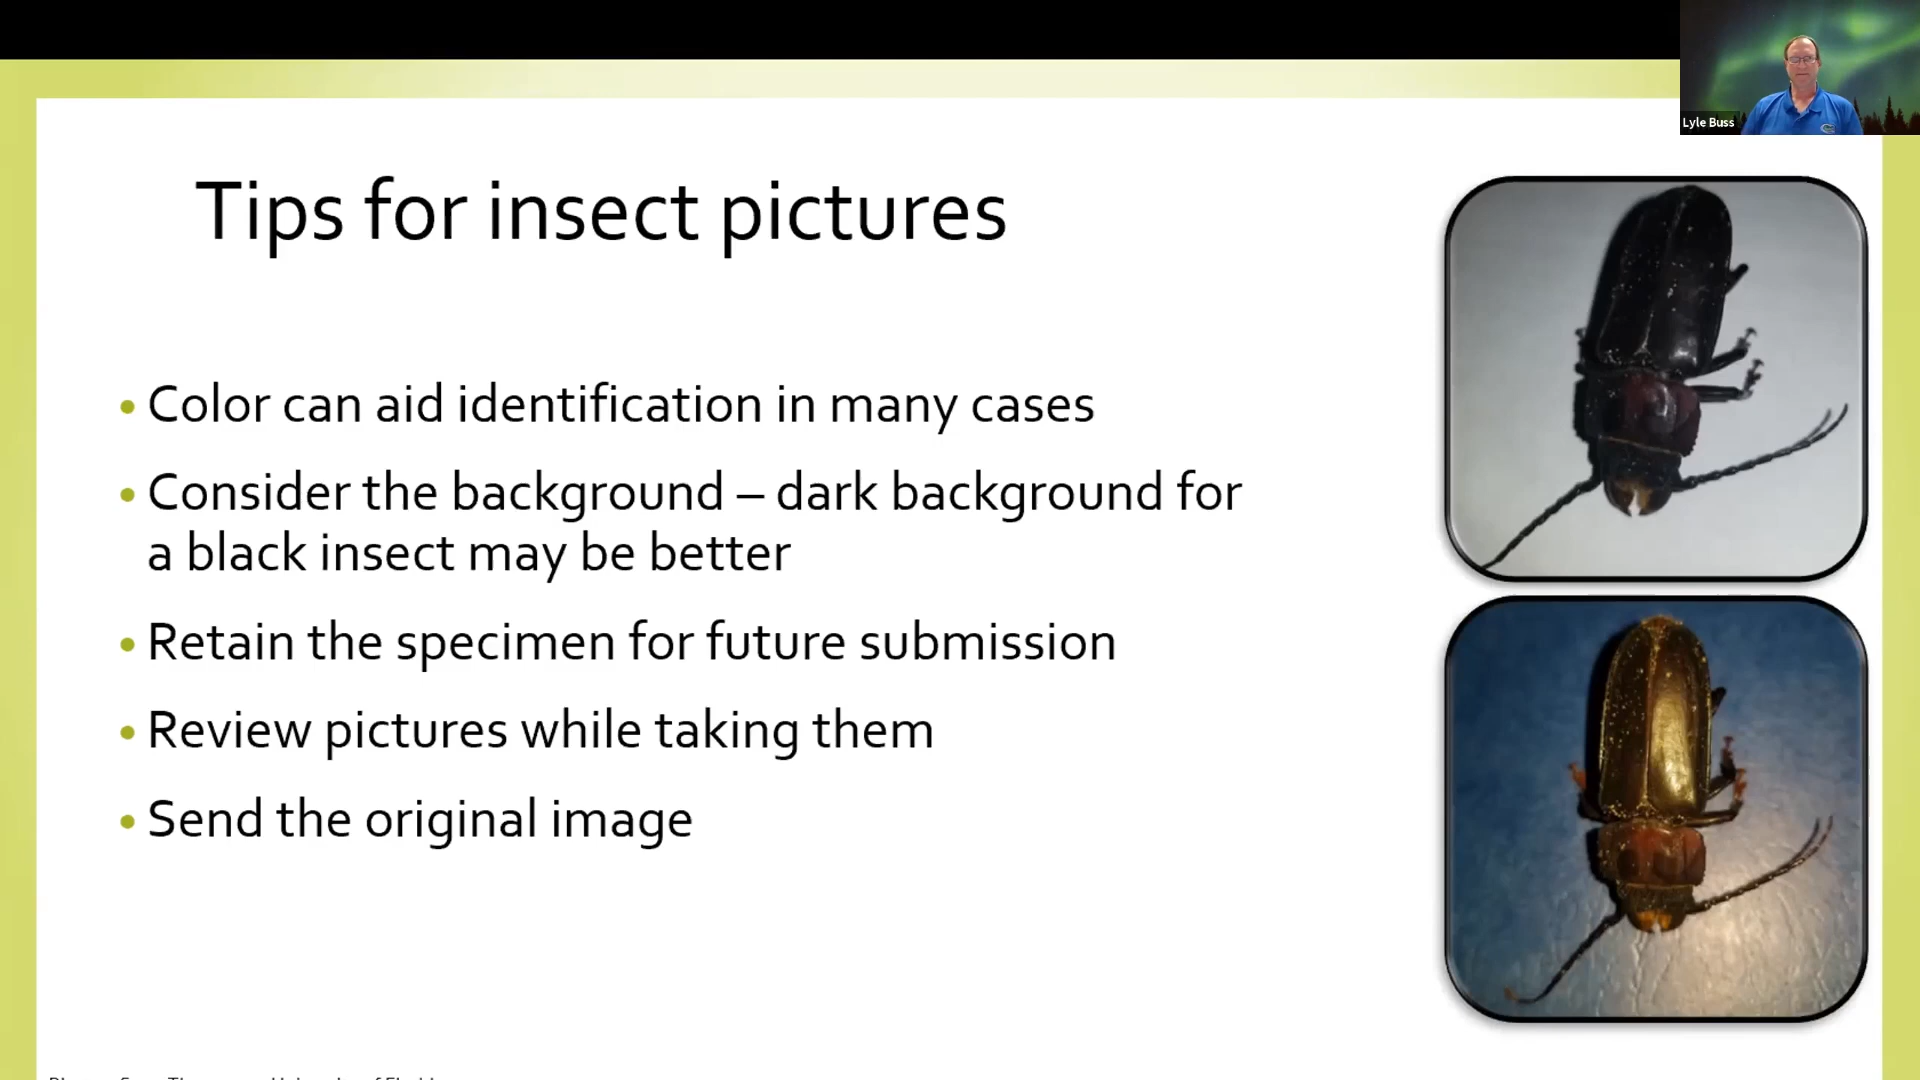 Lyle Buss
Tips for insect pictures
• Color can aid identification in many cases
• Consider the background – dark background for
a black insect may be better
• Retain the specimen for future submission
• Review pictures while taking them
• Send the original image